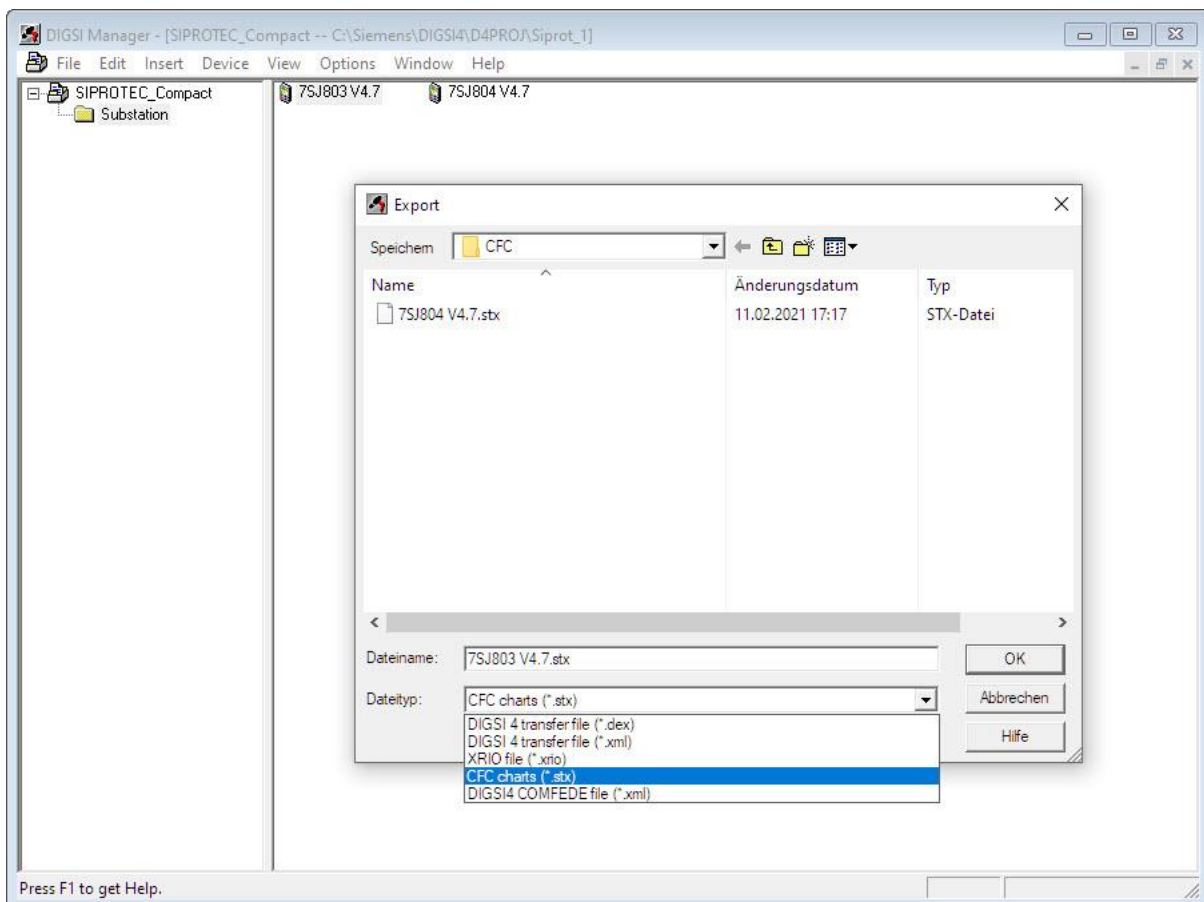 DIGSI Manager - [SIPROTEC_Compact -- C:\Siemens\DIGSI4\D4PROJ\Siprot_1]
File Edit Insert Device View Options Window Help
SIPROTEC_Compact
Substation
7SJ803 V4.7 7SJ804 V4.7
Export
Speichern CFC
Name Änderungsdatum Typ
7SJ804 V4.7.stx 11.02.2021 17:17 STX-Datei
Dateiname: 7SJ803 V4.7.stx OK
Dateityp: CFC charts (*.stx) Abbrechen
DIGSI 4 transfer file (*.dex)
DIGSI 4 transfer file (*.xml)
XRIO file (*.xrio)
CFC charts (*.stx)
DIGSI4 COMFEDE file (*.xml)
Hilfe
Press F1 to get Help.